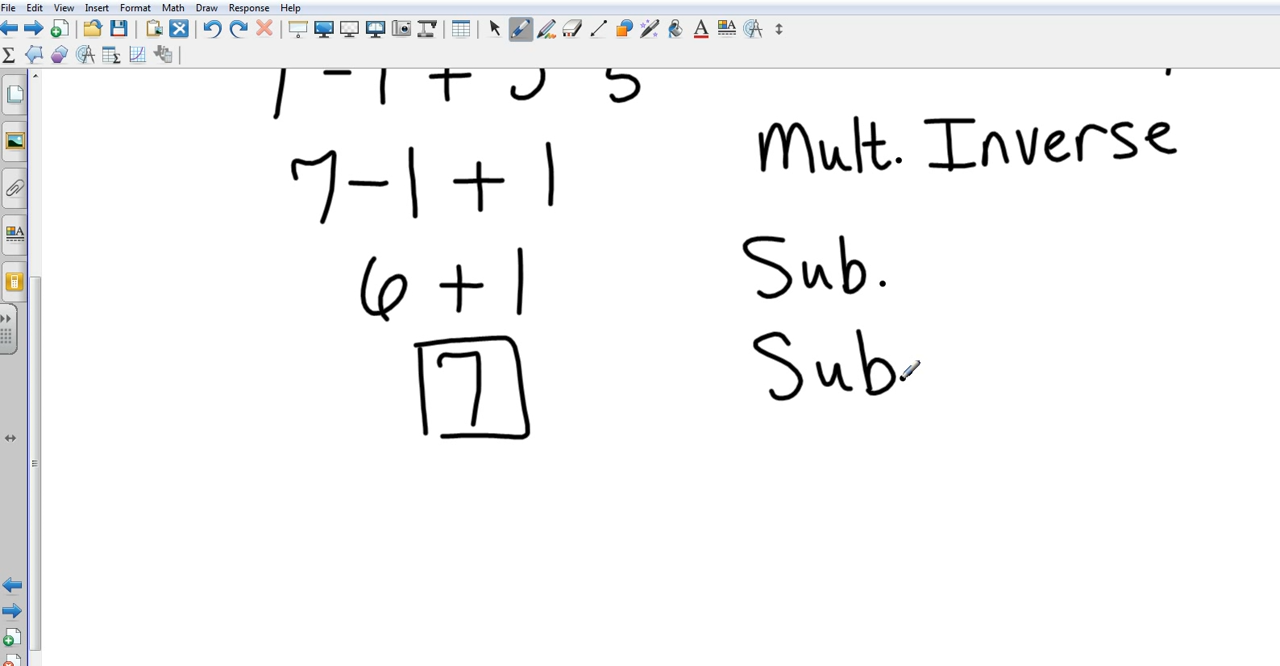 File Edit View Insert Format Math Draw Response Help
Mult. Inverse
7 - 1 + 1
Sub.
6 + 1
Sub.
7